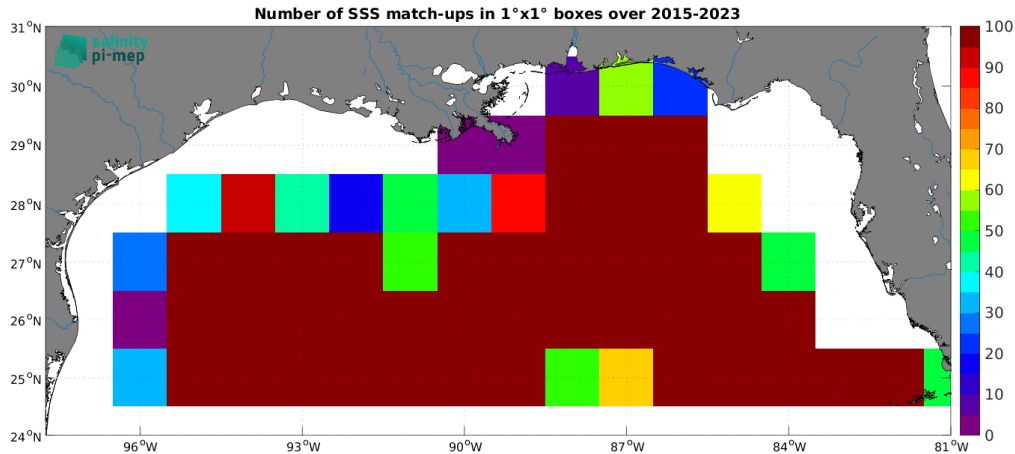 Number of SSS match-ups in 1°x1° boxes over 2015-2023
salinity
pi-mep
31°N
30°N
29°N
28°N
27°N
26°N
25°N
24°N
96°W
93°W
90°W
87°W
84°W
81°W
100
90
80
70
60
50
40
30
20
10
0